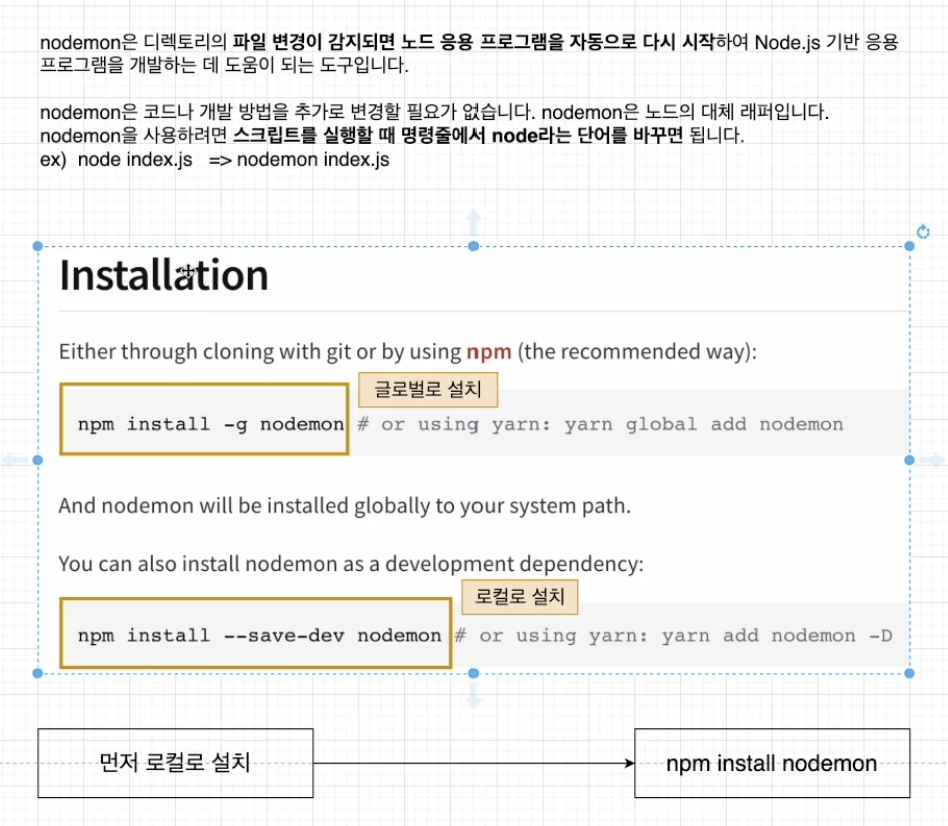 nodemon은 디렉토리의 파일 변경이 감지되면 노드 응용 프로그램을 자동으로 다시 시작하여 Node.js 기반 응용
프로그램을 개발하는 데 도움이 되는 도구입니다.
nodemon은 코드나 개발 방법을 추가로 변경할 필요가 없습니다. nodemon은 노드의 대체 래퍼입니다.
nodemon을 사용하려면 스크립트를 실행할 때 명령줄에서 node라는 단어를 바꾸면 됩니다.
ex)  node index.js   => nodemon index.js
Installation
Either through cloning with git or by using npm (the recommended way):
글로벌로 설치
npm install -g nodemon # or using yarn: yarn global add nodemon
And nodemon will be installed globally to your system path.
You can also install nodemon as a development dependency:
로컬로 설치
npm install --save-dev nodemon # or using yarn: yarn add nodemon -D
먼저 로컬로 설치
npm install nodemon